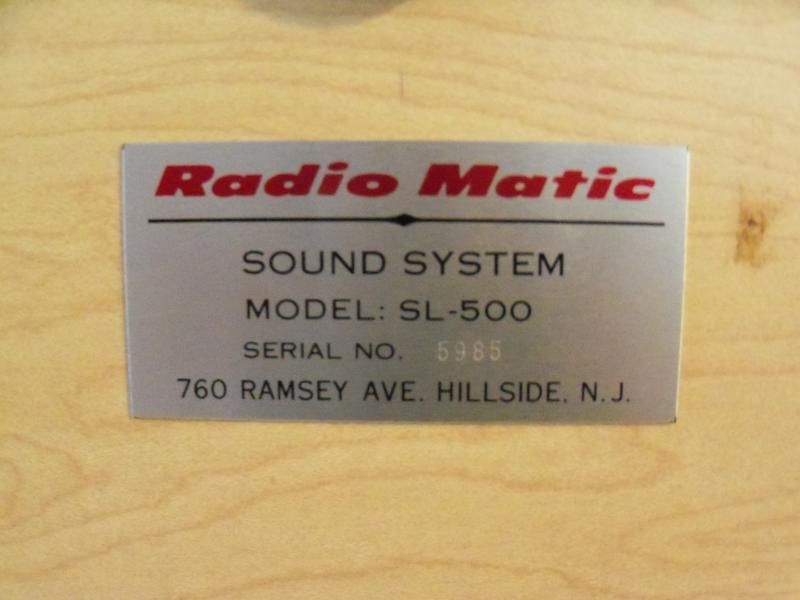 Radio Matic
SOUND SYSTEM
MODEL: SL-500
SERIAL NO. 5985
760 RAMSEY AVE. HILLSIDE. N.J.